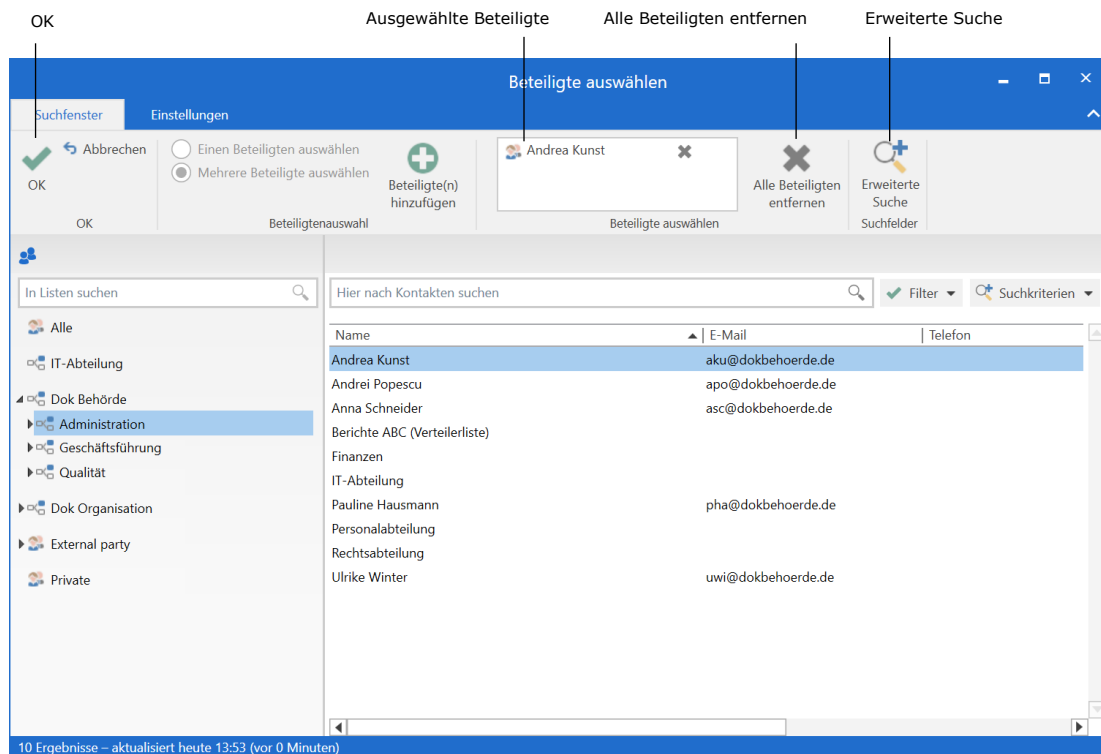 OK
Ausgewählte Beteiligte
Alle Beteiligten entfernen
Erweiterte Suche
Beteiligte auswählen
Suchfenster
Einstellungen
OK
Abbrechen
OK
Einen Beteiligten auswählen
Mehrere Beteiligte auswählen
Beteiligte(n)
hinzufügen
Beteiligtenauswahl
Andrea Kunst
Alle Beteiligten
entfernen
Beteiligte auswählen
Erweiterte
Suche
Suchfelder
In Listen suchen
Alle
IT-Abteilung
Dok Behörde
Administration
Geschäftsführung
Qualität
Dok Organisation
External party
Private
Hier nach Kontakten suchen
Filter
Suchkriterien
Name E-Mail Telefon
Andrea Kunst aku@dokbehoerde.de
Andrei Popescu apo@dokbehoerde.de
Anna Schneider asc@dokbehoerde.de
Berichte ABC (Verteilerliste)
Finanzen
IT-Abteilung
Pauline Hausmann pha@dokbehoerde.de
Personalabteilung
Rechtsabteilung
Ulrike Winter uwi@dokbehoerde.de
10 Ergebnisse – aktualisiert heute 13:53 (vor 0 Minuten)